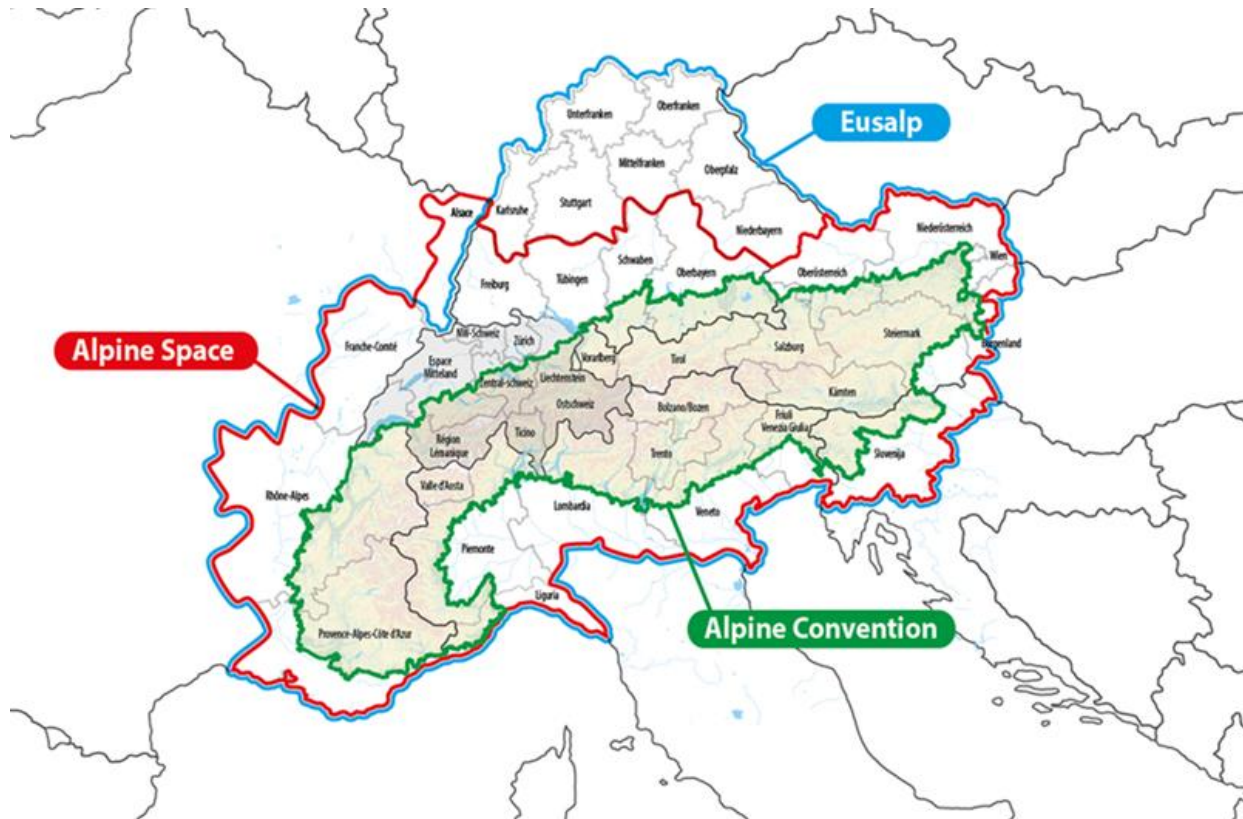 Unterfranken
Oberfranken
Eusalp
Mittelfranken
Oberpfalz
Alsace
Karlsruhe
Stuttgart
Niederbayern
Niederösterreich
Wien
Schwaben
Oberbayern
Oberösterreich
Freiburg
Tübingen
Franche-Comté
NW-Schweiz
Zürich
Steiermark
Burgenland
Alpine Space
Espace
Mitteland
Vorarlberg
Tirol
Salzburg
Central-schweiz
Liechtenstein
Ostschweiz
Kärnten
Bolzano/Bozen
Friuli
Venezia Giulia
Région
Lémanique
Ticino
Trento
Slovenija
Valle d'Aosta
Rhône-Alpes
Lombardia
Veneto
Piemonte
Liguria
Provence-Alpes-Côte d'Azur
Alpine Convention